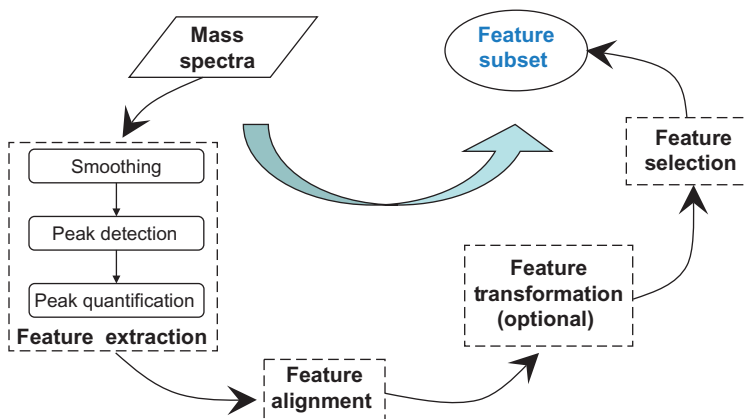 Mass
spectra
Smoothing
Peak detection
Peak quantification
Feature extraction
Feature
alignment
Feature
transformation
(optional)
Feature
selection
Feature
subset